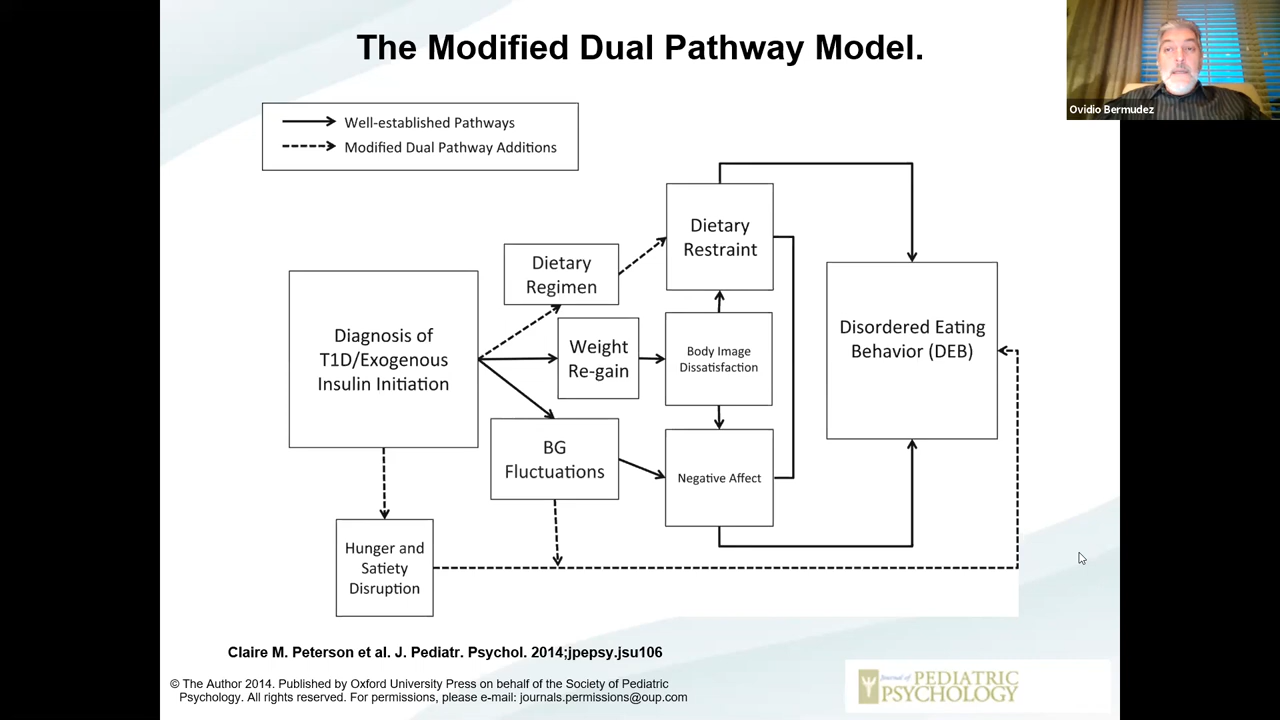 The Modified Dual Pathway Model.
Ovidio Bermudez
Well-established Pathways
Modified Dual Pathway Additions
Dietary
Restraint
Dietary
Regimen
Diagnosis of
T1D/Exogenous
Insulin Initiation
Weight
Re-gain
Body Image
Dissatisfaction
Disordered Eating
Behavior (DEB)
BG
Fluctuations
Negative Affect
Hunger and
Satiety
Disruption
Claire M. Peterson et al. J. Pediatr. Psychol. 2014;jpepsy.jsu106
© The Author 2014. Published by Oxford University Press on behalf of the Society of Pediatric
Psychology. All rights reserved. For permissions, please e-mail: journals.permissions@oup.com
Journal of
PEDIATRIC
PSYCHOLOGY